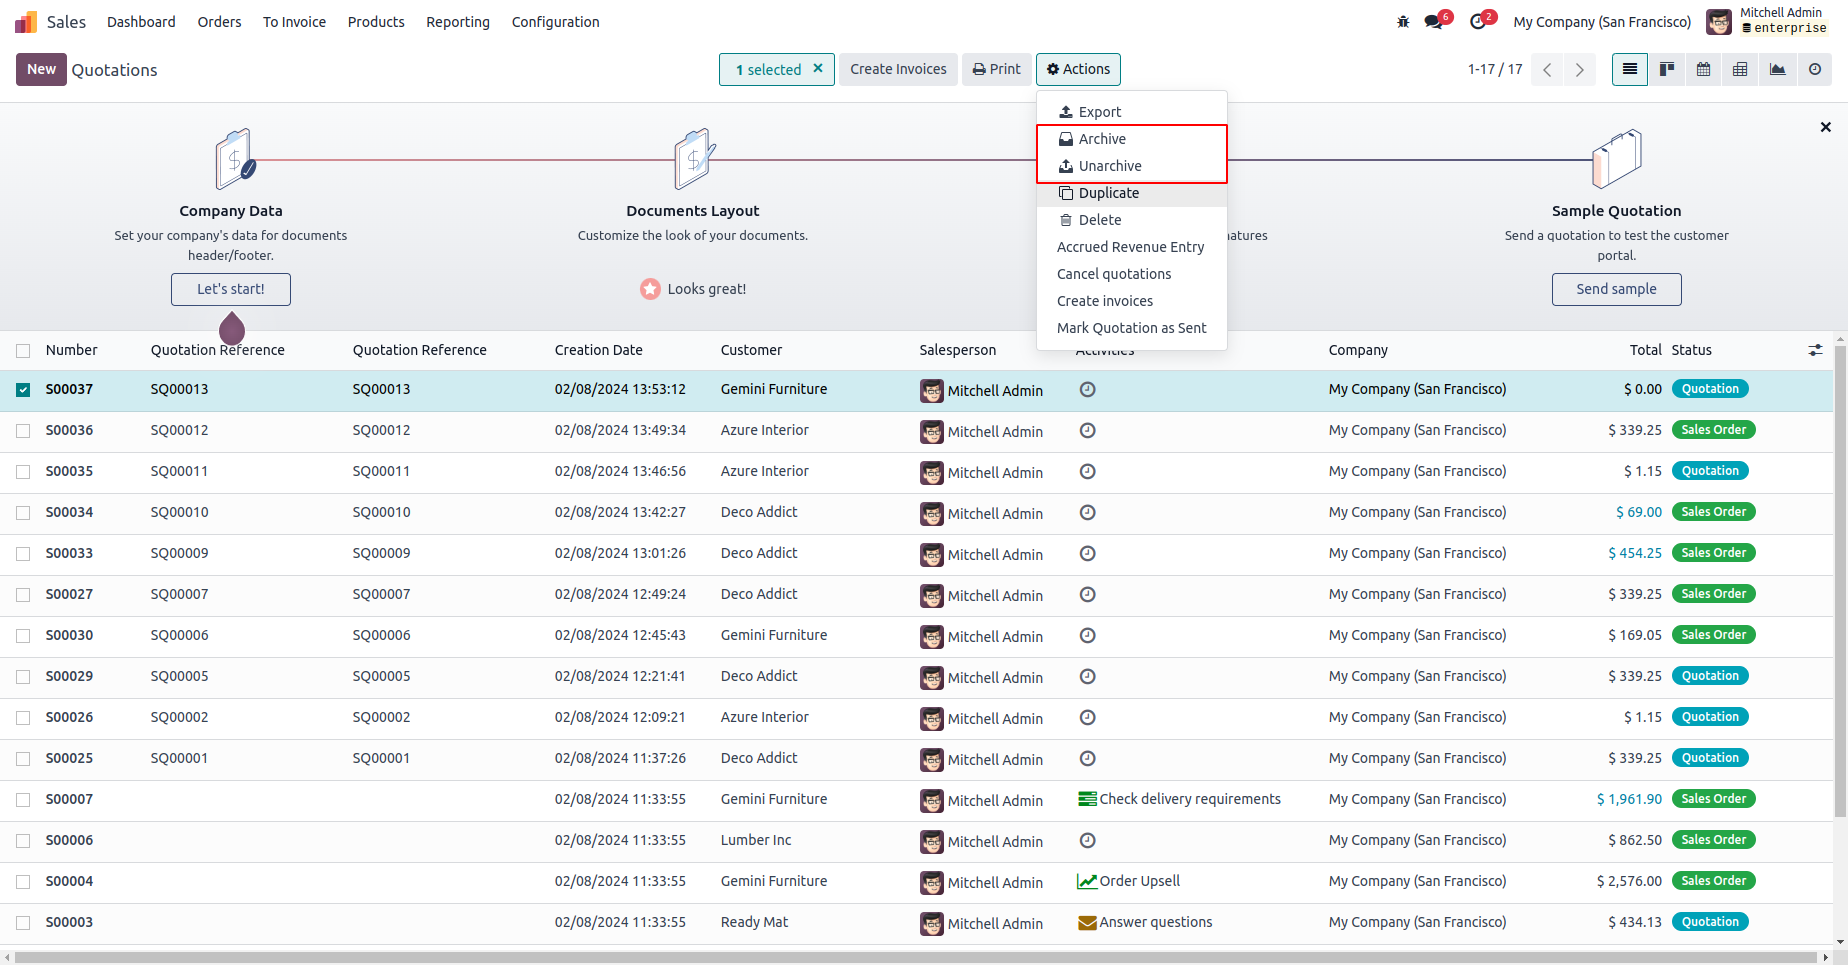 Sales Dashboard Orders To Invoice Products Reporting Configuration 6 2 My Company (San Francisco) Mitchell Admin
enterprise
New Quotations 1 selected × Create Invoices Print Actions 1-17 / 17
Export
Archive
Unarchive
Duplicate
Delete
Accrued Revenue Entry
Cancel quotations
Create invoices
Mark Quotation as Sent
Company Data
Set your company's data for documents
header/footer.
Let's start!
Documents Layout
Customize the look of your documents.
Looks great!
Sample Quotation
Send a quotation to test the customer
portal.
Send sample
Number Quotation Reference Quotation Reference Creation Date Customer Salesperson Activities Company Total Status
S00037 SQ00013 SQ00013 02/08/2024 13:53:12 Gemini Furniture Mitchell Admin My Company (San Francisco) $ 0.00 Quotation
S00036 SQ00012 SQ00012 02/08/2024 13:49:34 Azure Interior Mitchell Admin My Company (San Francisco) $ 339.25 Sales Order
S00035 SQ00011 SQ00011 02/08/2024 13:46:56 Azure Interior Mitchell Admin My Company (San Francisco) $ 1.15 Quotation
S00034 SQ00010 SQ00010 02/08/2024 13:42:27 Deco Addict Mitchell Admin My Company (San Francisco) $ 69.00 Sales Order
S00033 SQ00009 SQ00009 02/08/2024 13:01:26 Deco Addict Mitchell Admin My Company (San Francisco) $ 454.25 Sales Order
S00027 SQ00007 SQ00007 02/08/2024 12:49:24 Deco Addict Mitchell Admin My Company (San Francisco) $ 339.25 Sales Order
S00030 SQ00006 SQ00006 02/08/2024 12:45:43 Gemini Furniture Mitchell Admin My Company (San Francisco) $ 169.05 Sales Order
S00029 SQ00005 SQ00005 02/08/2024 12:21:41 Deco Addict Mitchell Admin My Company (San Francisco) $ 339.25 Quotation
S00026 SQ00002 SQ00002 02/08/2024 12:09:21 Azure Interior Mitchell Admin My Company (San Francisco) $ 1.15 Quotation
S00025 SQ00001 SQ00001 02/08/2024 11:37:26 Deco Addict Mitchell Admin My Company (San Francisco) $ 339.25 Quotation
S00007 02/08/2024 11:33:55 Gemini Furniture Mitchell Admin Check delivery requirements My Company (San Francisco) $ 1,961.90 Sales Order
S00006 02/08/2024 11:33:55 Lumber Inc Mitchell Admin My Company (San Francisco) $ 862.50 Sales Order
S00004 02/08/2024 11:33:55 Gemini Furniture Mitchell Admin Order Upsell My Company (San Francisco) $ 2,576.00 Sales Order
S00003 02/08/2024 11:33:55 Ready Mat Mitchell Admin Answer questions My Company (San Francisco) $ 434.13 Quotation